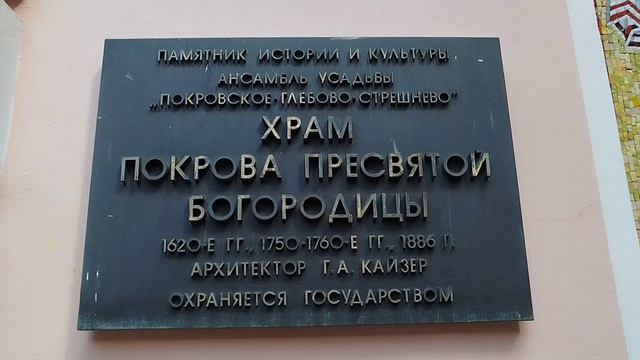 ПАМЯТНИК ИСТОРИИ И КУЛЬТУРЫ
АНСАМБЛЬ УСАДЬБЫ
„ПОКРОВСКОЕ-ГЛЕБОВО-СТРЕШНЕВО”
ХРАМ
ПОКРОВА ПРЕСВЯТОЙ
БОГОРОДИЦЫ
1620-Е ГГ., 1750-1760-Е ГГ., 1886 Г.
АРХИТЕКТОР Г.А. КАЙЗЕР
ОХРАНЯЕТСЯ ГОСУДАРСТВОМ